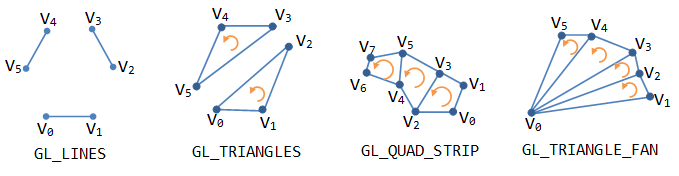 V4 V3
V5 V2
V0 V1
GL_LINES
V4 V3
V2
V5
V0 V1
GL_TRIANGLES
V7 V5
V3
V6 V4 V1
V2 V0
GL_QUAD_STRIP
V5 V4
V3
V2
V1
V0
GL_TRIANGLE_FAN